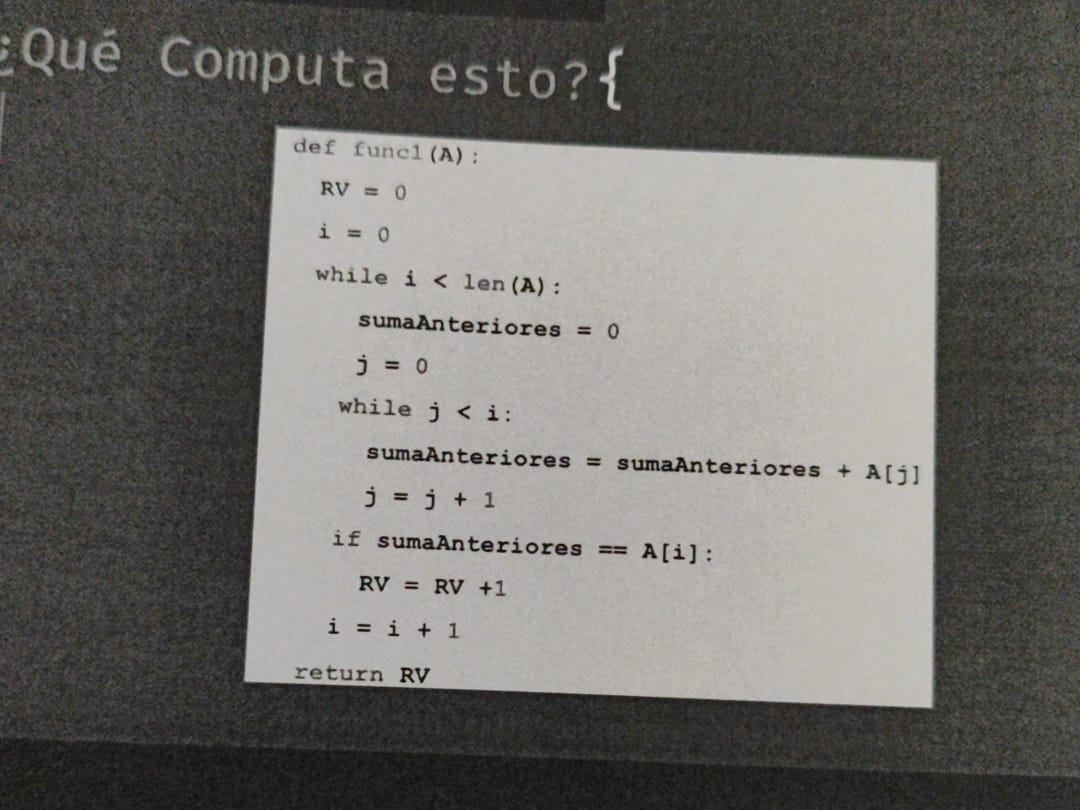 ¿Qué Computa esto?{
def func1(A):
RV = 0
i = 0
while i < len(A):
sumaAnteriores = 0
j = 0
while j < i:
sumaAnteriores = sumaAnteriores + A[j]
j = j + 1
if sumaAnteriores == A[i]:
RV = RV +1
i = i + 1
return RV